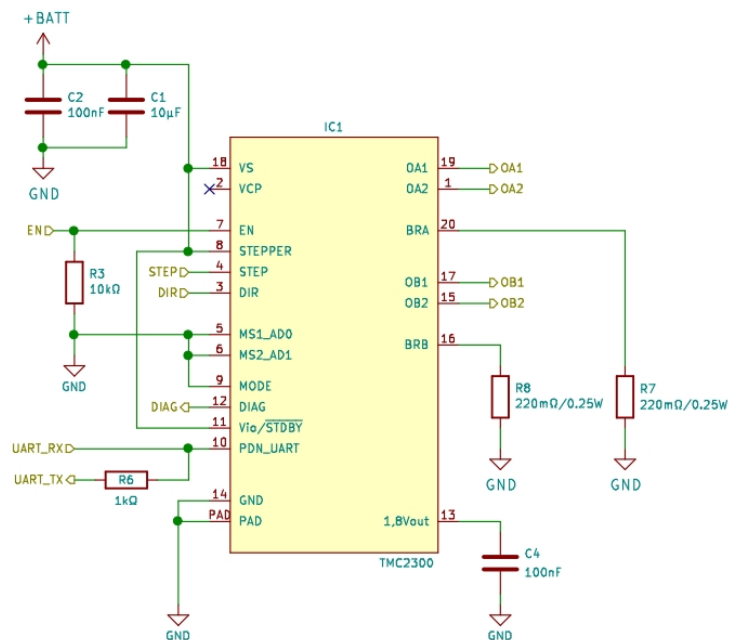 +BATT
C2
100nF
C1
10µF
GND
IC1
18 VS
2 VCP
7 EN
8 STEPPER
4 STEP
3 DIR
5 MS1_AD0
6 MS2_AD1
9 MODE
12 DIAG
11 Vio/STDBY
10 PDN_UART
14 GND
PAD PAD
OA1 19 OA1
OA2 1 OA2
BRA 20
OB1 17 OB1
OB2 15 OB2
BRB 16
1,8Vout 13
TMC2300
EN
R3
10kΩ
GND
STEP
DIR
DIAG
UART_RX
UART_TX
R6
1kΩ
GND
R8
220mΩ/0.25W
GND
R7
220mΩ/0.25W
GND
C4
100nF
GND